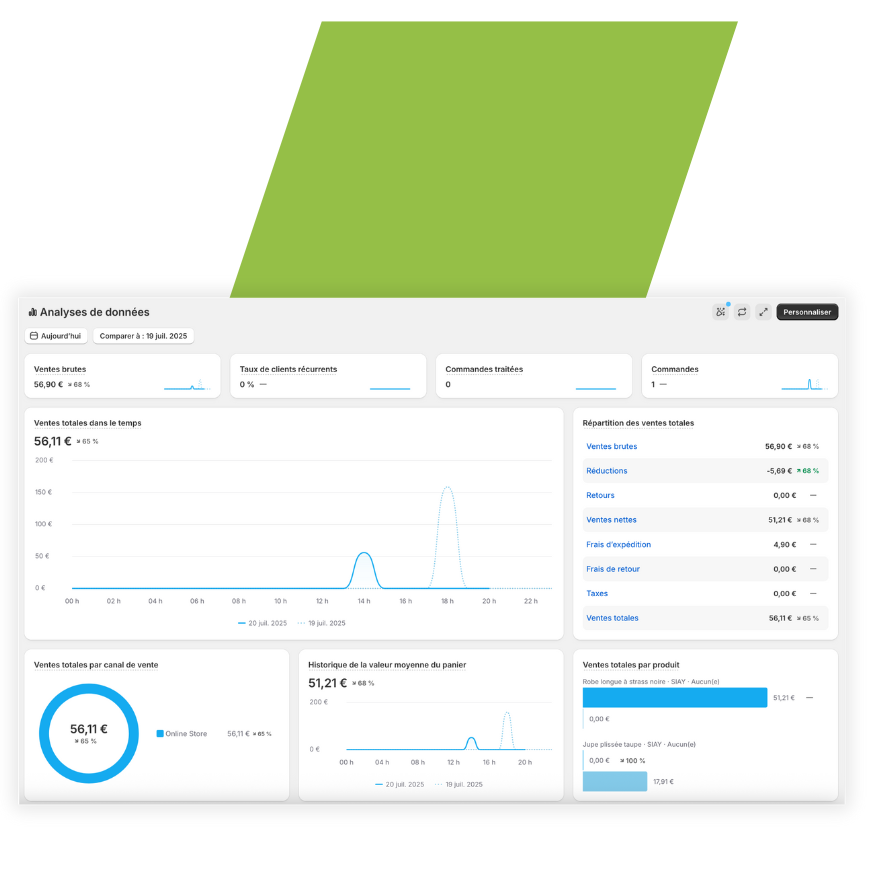 Analyses de données
Personnaliser
Aujourd'hui
Comparer à : 19 juil. 2025
Ventes brutes
56,90 € 68 %
Taux de clients récurrents
0 % —
Commandes traitées
0
Commandes
1 —
Ventes totales dans le temps
56,11 € 65 %
200 €
150 €
100 €
50 €
0 €
00 h 02 h 04 h 06 h 08 h 10 h 12 h 14 h 16 h 18 h 20 h 22 h
20 juil. 2025 19 juil. 2025
Répartition des ventes totales
Ventes brutes 56,90 € 68 %
Réductions -5,69 € 68 %
Retours 0,00 € —
Ventes nettes 51,21 € 68 %
Frais d'expédition 4,90 € —
Frais de retour 0,00 € —
Taxes 0,00 € —
Ventes totales 56,11 € 65 %
Ventes totales par canal de vente
56,11 €
65 %
Online Store 56,11 € 65 %
Historique de la valeur moyenne du panier
51,21 € 68 %
200 €
0 €
00 h 04 h 08 h 12 h 16 h 20 h
20 juil. 2025 19 juil. 2025
Ventes totales par produit
Robe longue à strass noire · SIAY · Aucun(e)
51,21 € —
0,00 €
Jupe plissée taupe · SIAY · Aucun(e)
0,00 € 100 %
17,91 €